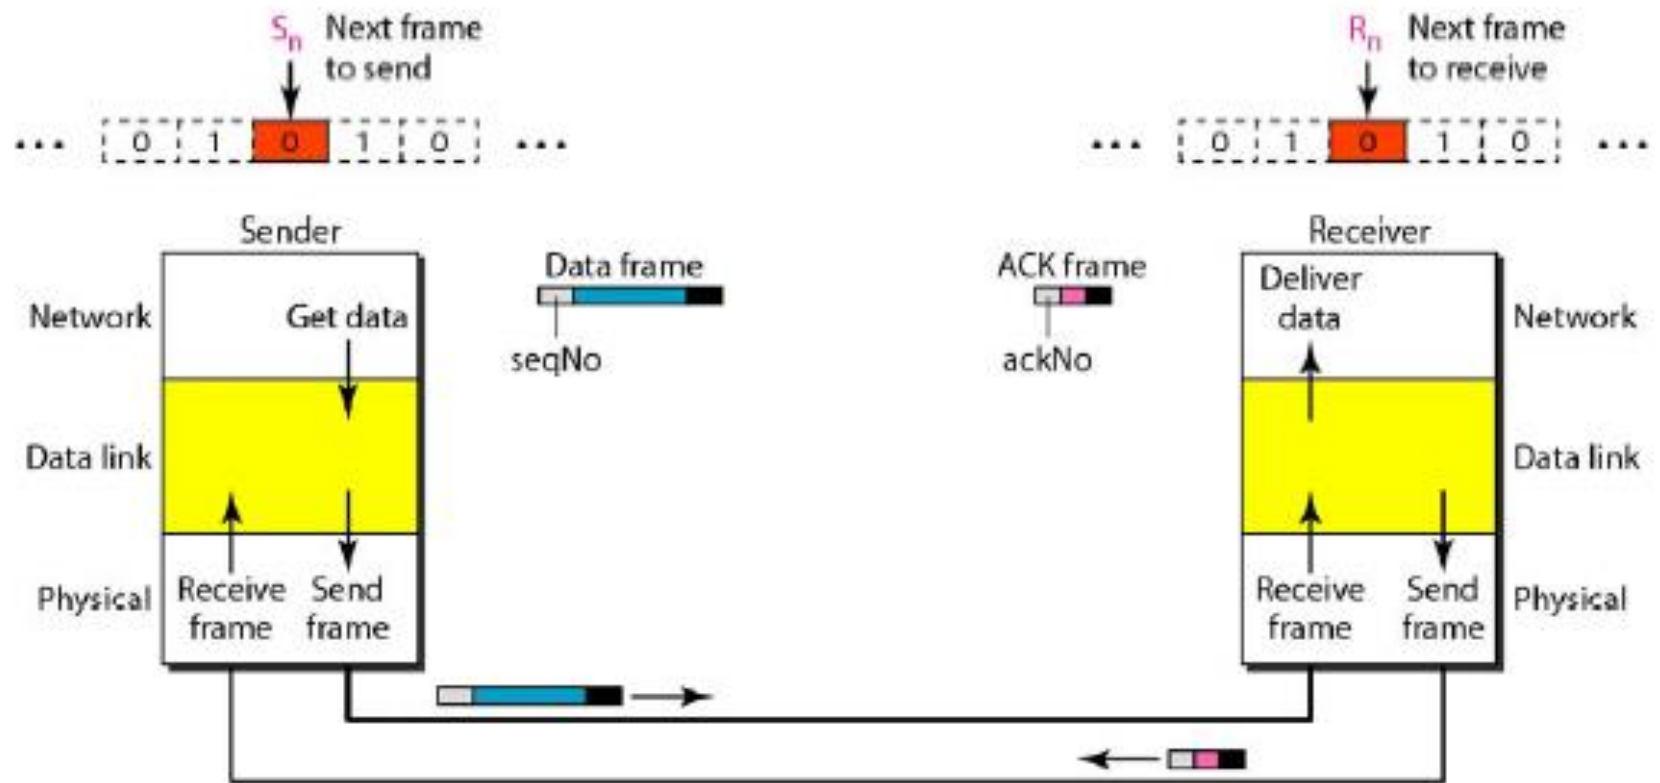 Sn Next frame
to send
Rn Next frame
to receive
... 0 1 0 1 0 ...
... 0 1 0 1 0 ...
Sender
Receiver
Data frame
ACK frame
seqNo
ackNo
Network
Get data
Deliver
data
Network
Data link
Data link
Physical
Receive
frame
Send
frame
Receive
frame
Send
frame
Physical